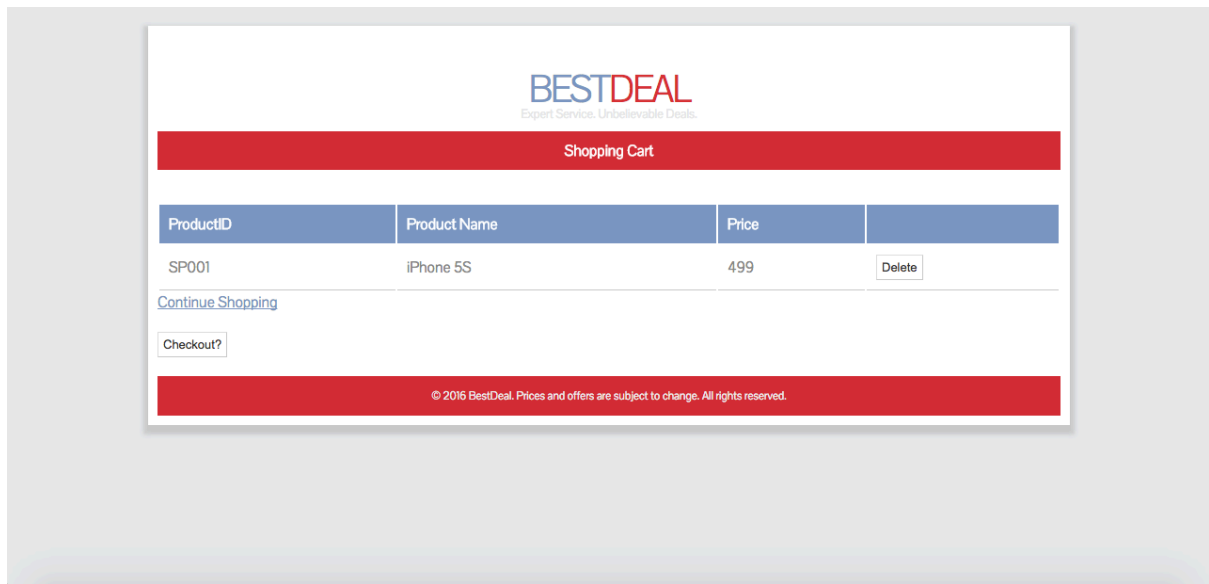 BESTDEAL
Expert Service. Unbelievable Deals.
Shopping Cart
ProductID Product Name Price
SP001 iPhone 5S 499 Delete
Continue Shopping
Checkout?
© 2016 BestDeal. Prices and offers are subject to change. All rights reserved.